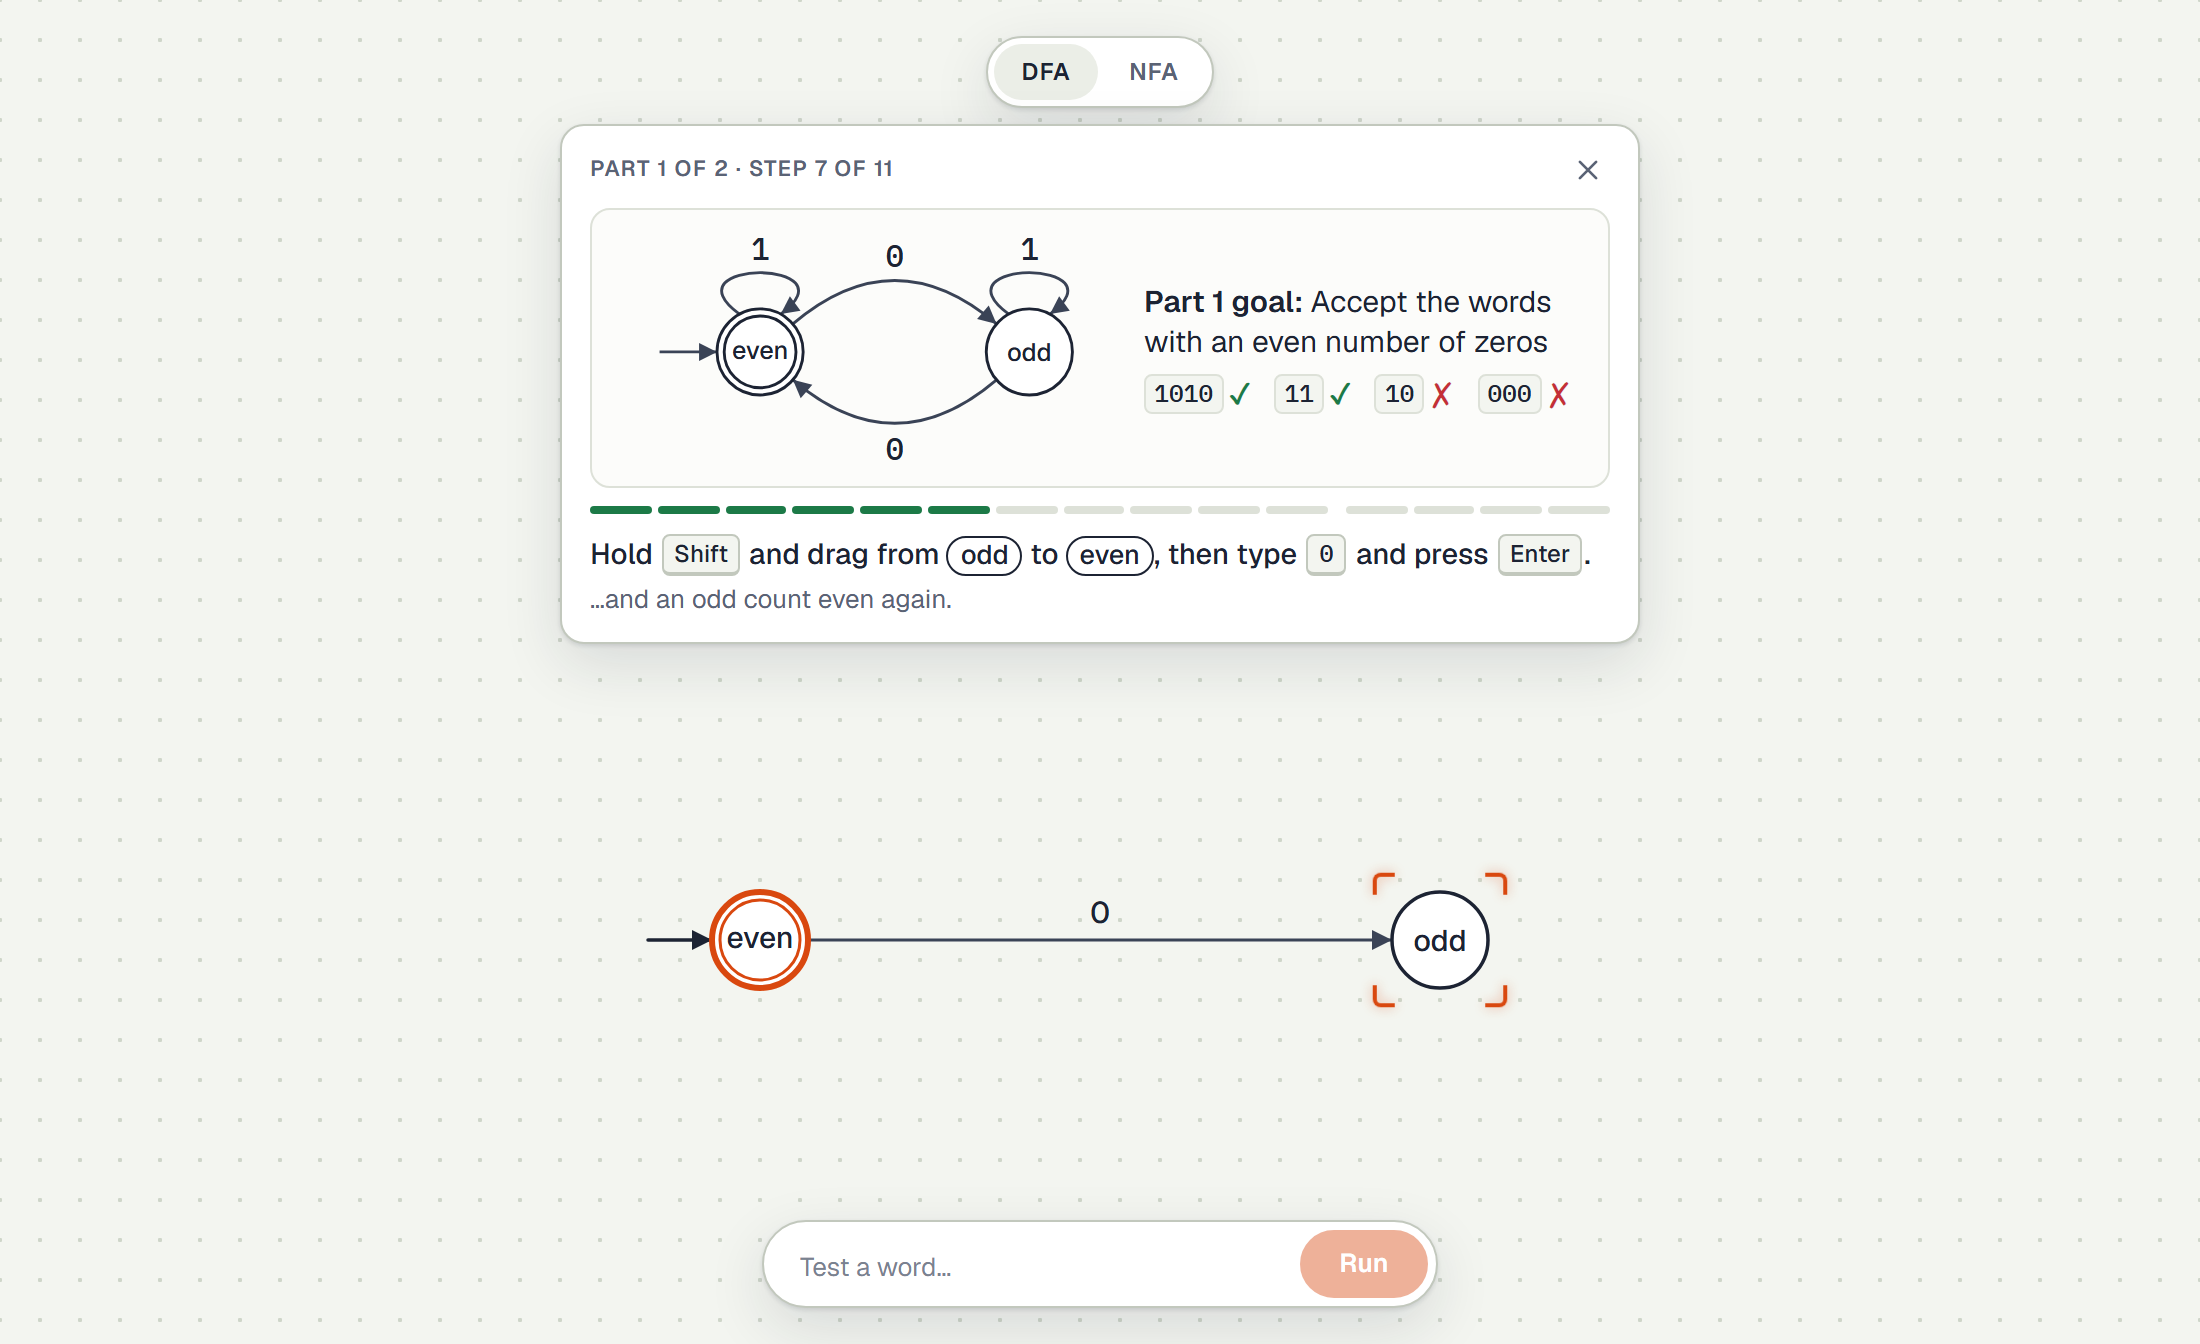 DFA NFA
PART 1 OF 2 · STEP 7 OF 11
1 0 1
even odd
0
Part 1 goal: Accept the words
with an even number of zeros
1010 ✓ 11 ✓ 10 ✗ 000 ✗
Hold Shift and drag from odd to even, then type 0 and press Enter.
…and an odd count even again.
0
even odd
Test a word… Run